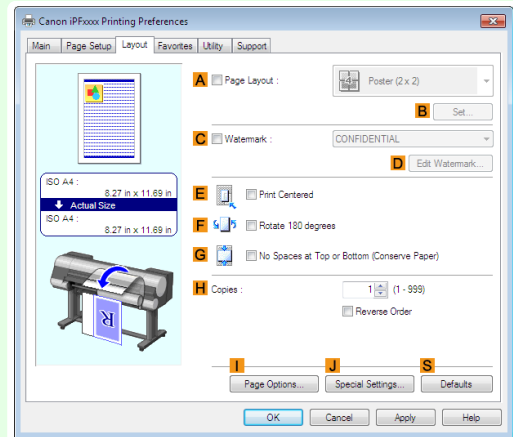 Canon iPFxxxx Printing Preferences
Main Page Setup Layout Favorites Utility Support
A Page Layout : Poster (2 x 2)
B Set...
C Watermark : CONFIDENTIAL
D Edit Watermark...
ISO A4 :
8.27 in x 11.69 in
Actual Size
ISO A4 :
8.27 in x 11.69 in
E Print Centered
F Rotate 180 degrees
G No Spaces at Top or Bottom (Conserve Paper)
H Copies : 1 (1 - 999)
Reverse Order
R
I J S
Page Options... Special Settings... Defaults
OK Cancel Apply Help